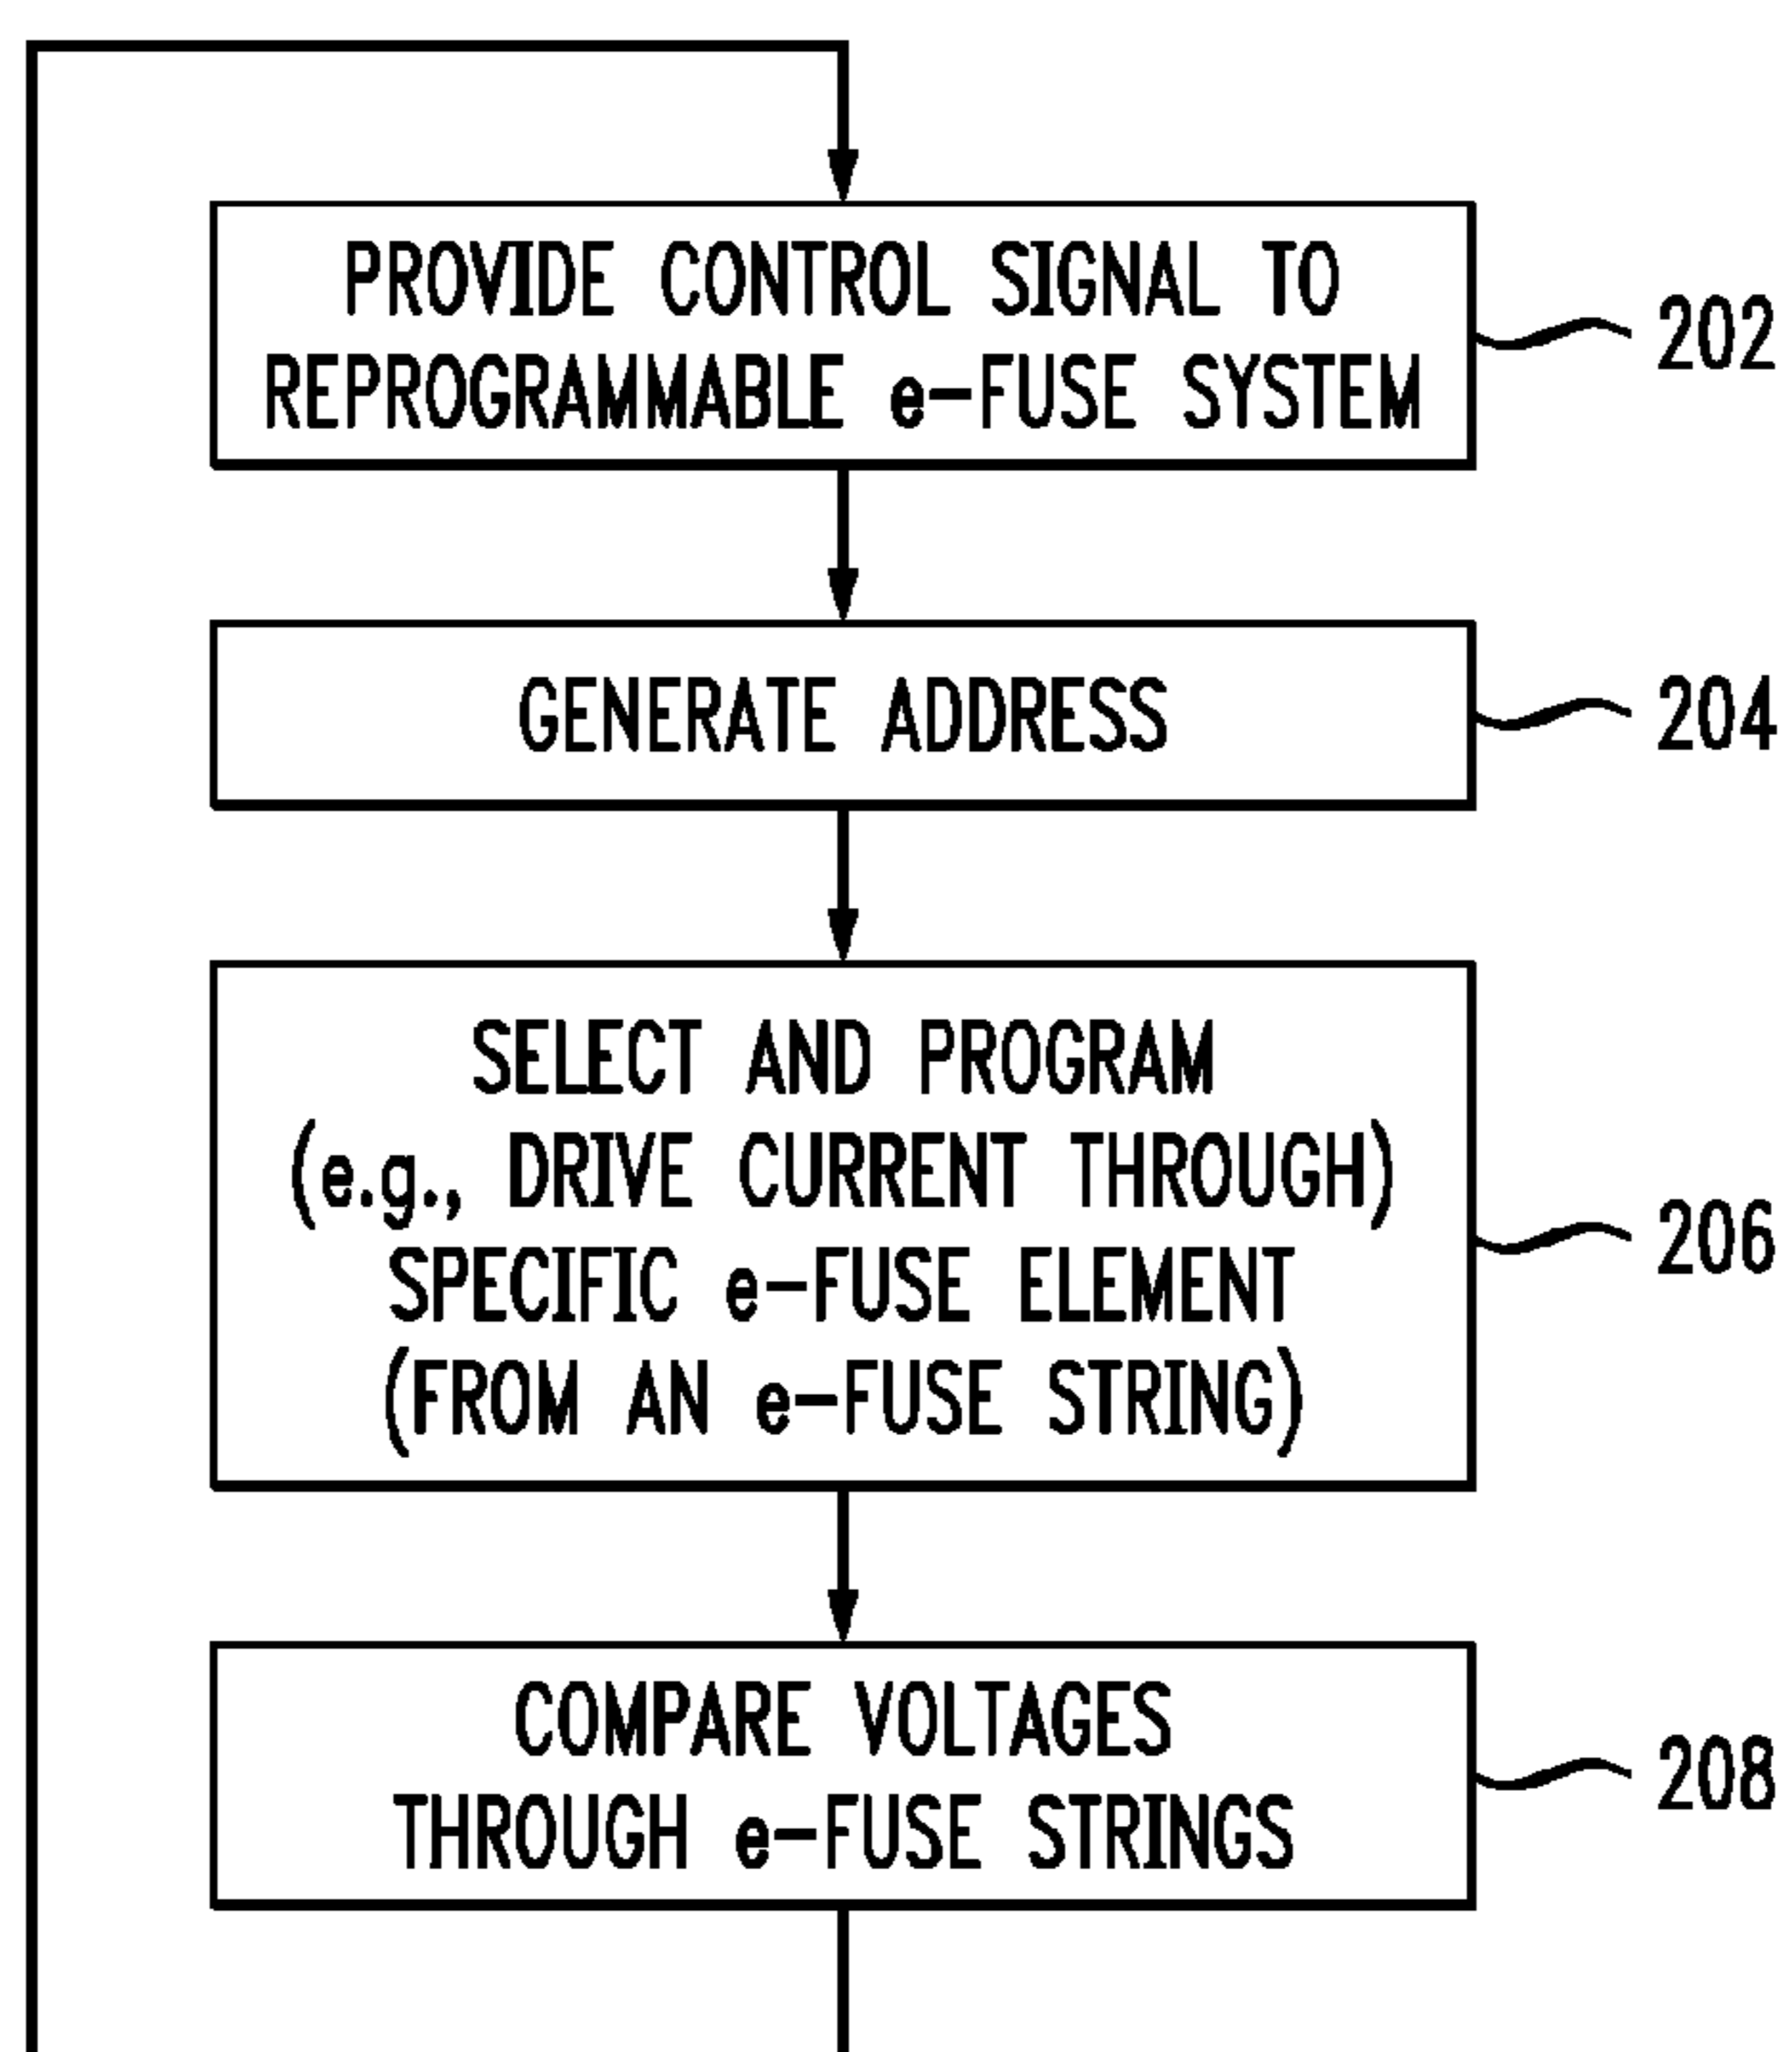 PROVIDE CONTROL SIGNAL TO
REPROGRAMMABLE e-FUSE SYSTEM
202
GENERATE ADDRESS
204
SELECT AND PROGRAM
(e.g., DRIVE CURRENT THROUGH)
SPECIFIC e-FUSE ELEMENT
(FROM AN e-FUSE STRING)
206
COMPARE VOLTAGES
THROUGH e-FUSE STRINGS
208